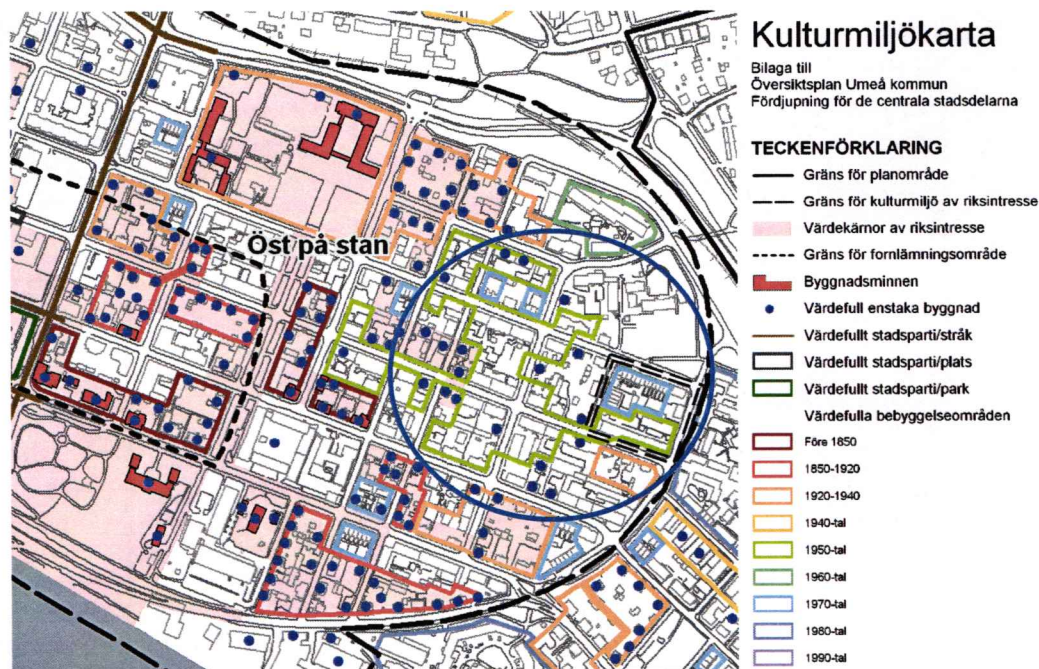 Öst på stan
Kulturmiljökarta
Bilaga till
Översiktsplan Umeå kommun
Fördjupning för de centrala stadsdelarna
TECKENFÖRKLARING
Gräns för planområde
Gräns för kulturmiljö av riksintresse
Värdekärnor av riksintresse
Gräns för fornlämningsområde
Byggnadsminnen
Värdefull enstaka byggnad
Värdefullt stadsparti/stråk
Värdefullt stadsparti/plats
Värdefullt stadsparti/park
Värdefulla bebyggelseområden
Före 1850
1850-1920
1920-1940
1940-tal
1950-tal
1960-tal
1970-tal
1980-tal
1990-tal